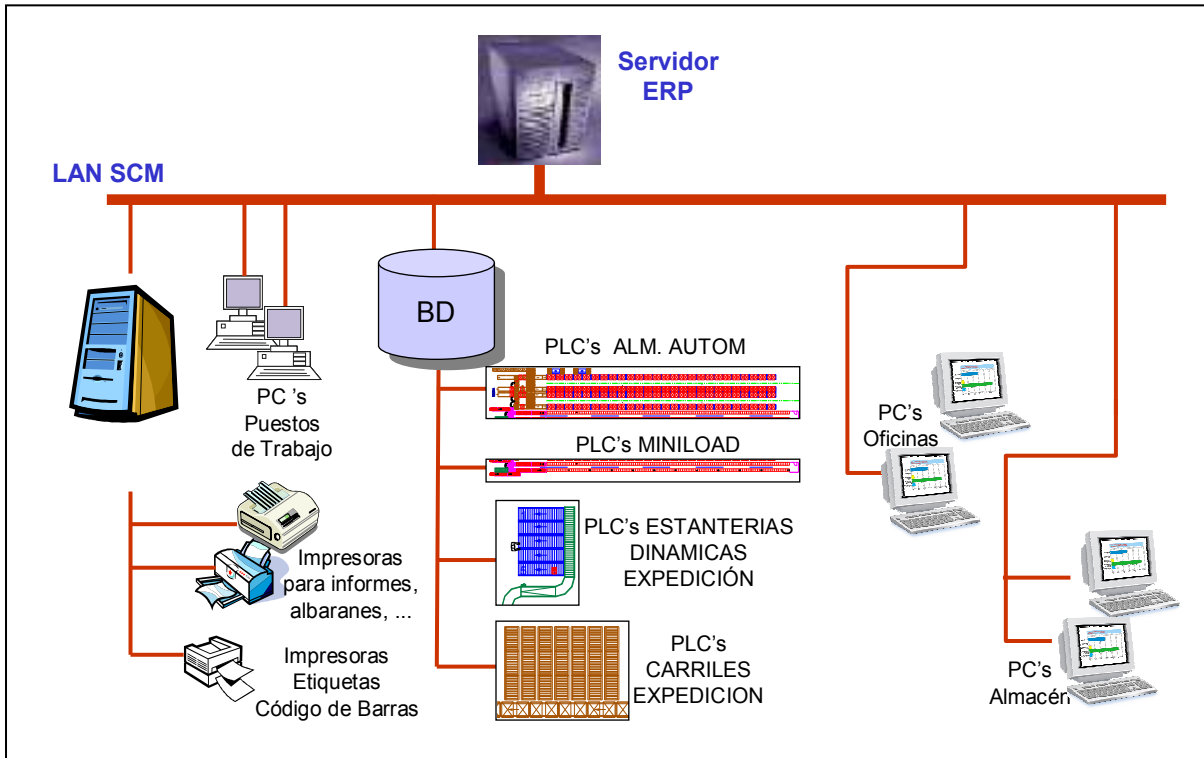 Servidor
ERP
LAN SCM
BD
PC 's
Puestos
de Trabajo
PLC's ALM. AUTOM
PLC's MINILOAD
PLC's ESTANTERIAS
DINAMICAS
EXPEDICIÓN
PLC's
CARRILES
EXPEDICION
Impresoras
para informes,
albaranes, ...
Impresoras
Etiquetas
Código de Barras
PC's
Oficinas
PC's
Almacén